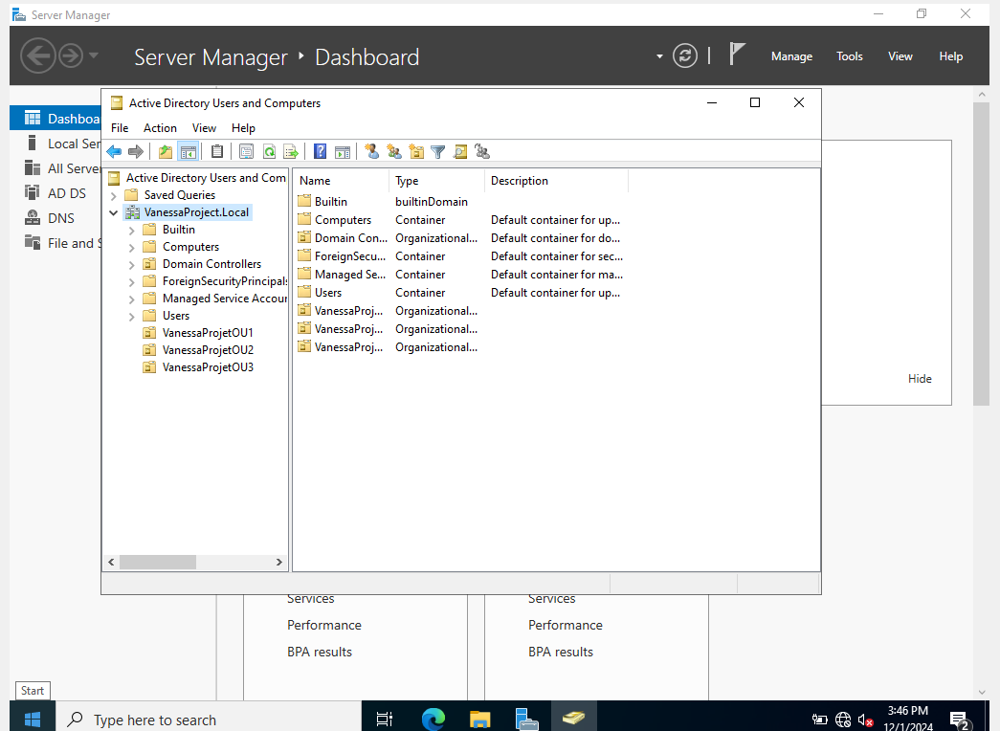 Server Manager
Server Manager ‣ Dashboard
Manage Tools View Help
Dashboa
Local Ser
All Server
AD DS
DNS
File and S
Active Directory Users and Computers
File Action View Help
Active Directory Users and Com
Saved Queries
VanessaProject.Local
Builtin
Computers
Domain Controllers
ForeignSecurityPrincipals
Managed Service Accoun
Users
VanessaProjetOU1
VanessaProjetOU2
VanessaProjetOU3
Name Type Description
Builtin builtinDomain
Computers Container Default container for up...
Domain Con... Organizational...  Default container for do...
ForeignSecu... Container Default container for sec...
Managed Se... Container Default container for ma...
Users Container Default container for up...
VanessaProj... Organizational...
VanessaProj... Organizational...
VanessaProj... Organizational...
Hide
Services Services
Performance Performance
BPA results BPA results
Start
Type here to search
3:46 PM
12/1/2024
2